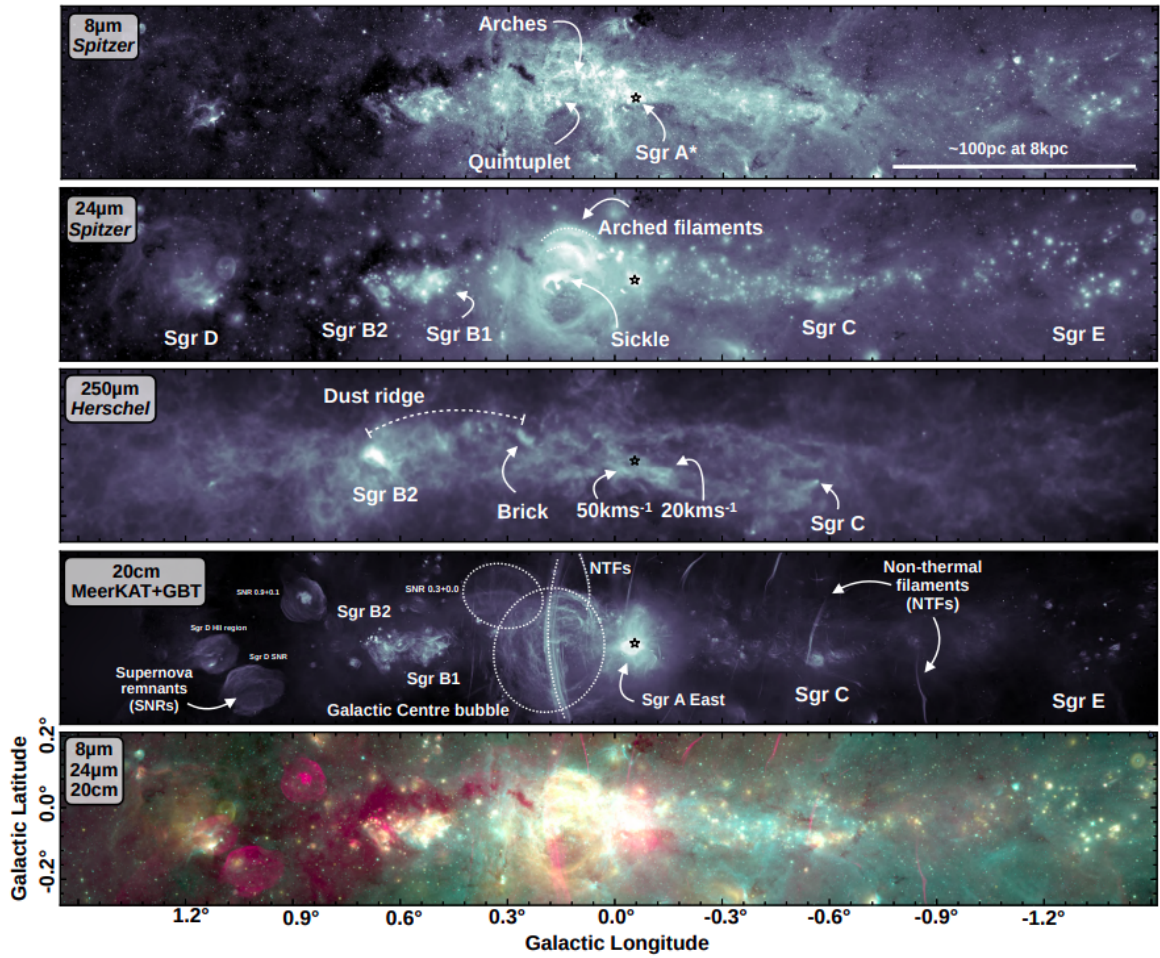 8μm
Spitzer
Arches
Quintuplet
Sgr A*
~100pc at 8kpc
24μm
Spitzer
Arched filaments
Sgr D
Sgr B2
Sgr B1
Sickle
Sgr C
Sgr E
250μm
Herschel
Dust ridge
Sgr B2
Brick
50kms⁻¹
20kms⁻¹
Sgr C
20cm
MeerKAT+GBT
SNR 0.9+0.1
Sgr D HII region
Sgr D SNR
Supernova
remnants
(SNRs)
Sgr B2
Sgr B1
SNR 0.3+0.0
Galactic Centre bubble
NTFs
Sgr A East
Non-thermal
filaments
(NTFs)
Sgr C
Sgr E
8μm
24μm
20cm
Galactic Latitude
0.2°
0.0°
-0.2°
1.2° 0.9° 0.6° 0.3° 0.0° -0.3° -0.6° -0.9° -1.2°
Galactic Longitude